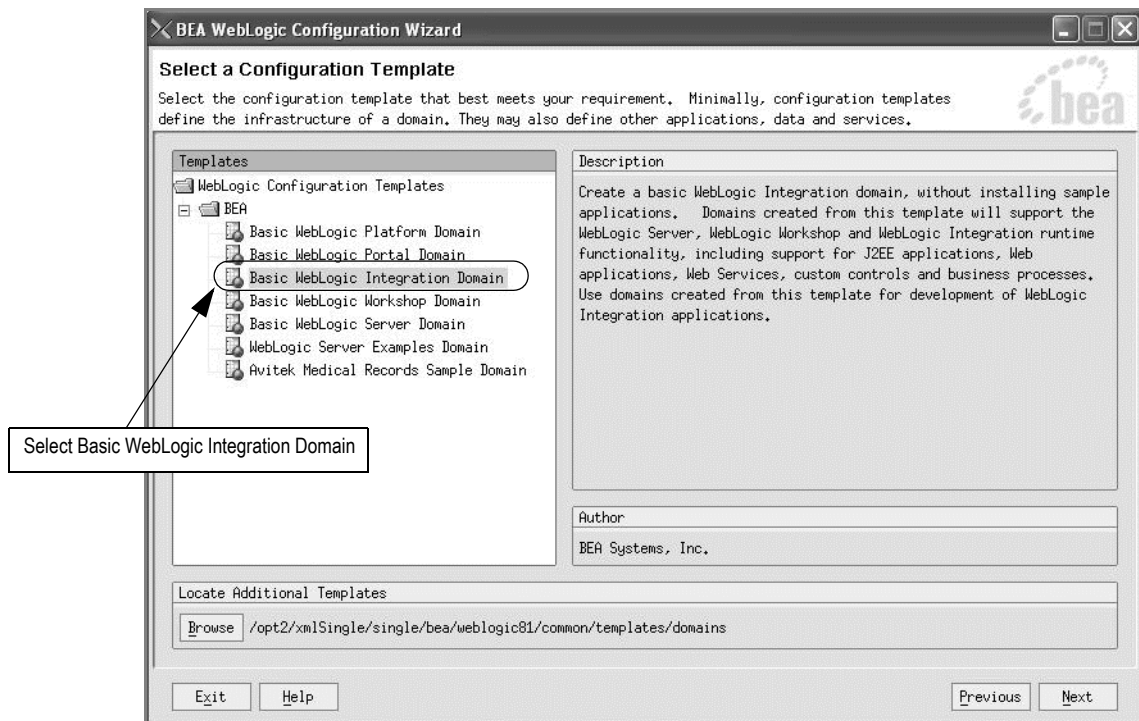 BEA WebLogic Configuration Wizard
Select a Configuration Template
Select the configuration template that best meets your requirement. Minimally, configuration templates
define the infrastructure of a domain. They may also define other applications, data and services.
bea
Templates
WebLogic Configuration Templates
BEA
Basic WebLogic Platform Domain
Basic WebLogic Portal Domain
Basic WebLogic Integration Domain
Basic WebLogic Workshop Domain
Basic WebLogic Server Domain
WebLogic Server Examples Domain
Avitek Medical Records Sample Domain
Select Basic WebLogic Integration Domain
Description
Create a basic WebLogic Integration domain, without installing sample
applications. Domains created from this template will support the
WebLogic Server, WebLogic Workshop and WebLogic Integration runtime
functionality, including support for J2EE applications, Web
applications, Web Services, custom controls and business processes.
Use domains created from this template for development of WebLogic
Integration applications.
Author
BEA Systems, Inc.
Locate Additional Templates
Browse /opt2/xmlSingle/single/bea/weblogic81/common/templates/domains
Exit Help Previous Next